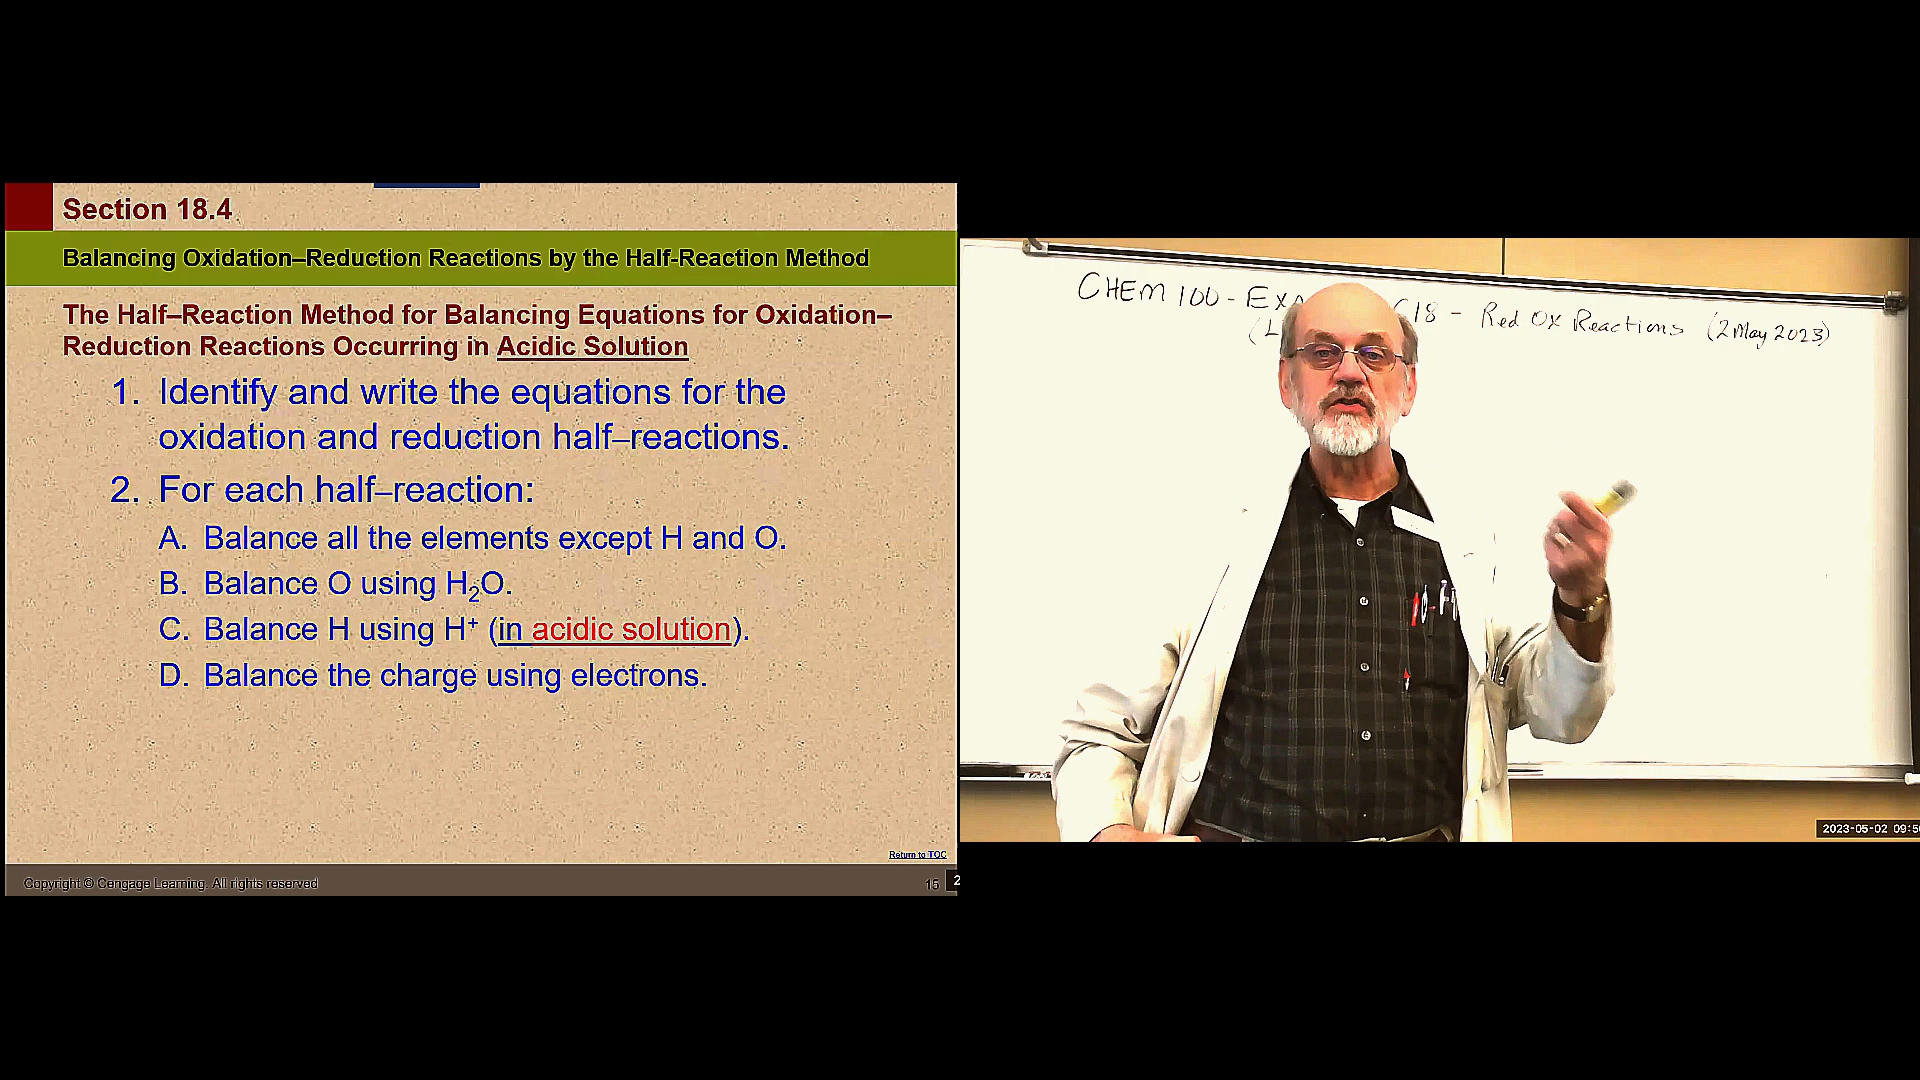 Section 18.4
Balancing Oxidation–Reduction Reactions by the Half-Reaction Method
The Half–Reaction Method for Balancing Equations for Oxidation–
Reduction Reactions Occurring in Acidic Solution
1. Identify and write the equations for the
oxidation and reduction half–reactions.
2. For each half–reaction:
A. Balance all the elements except H and O.
B. Balance O using H₂O.
C. Balance H using H⁺ (in acidic solution).
D. Balance the charge using electrons.
Return to TOC
Copyright © Cengage Learning. All rights reserved
15
2
CHEM 100 - Ex 18 - Red Ox Reactions (2 May 2023)
(L
2023-05-02 09:5